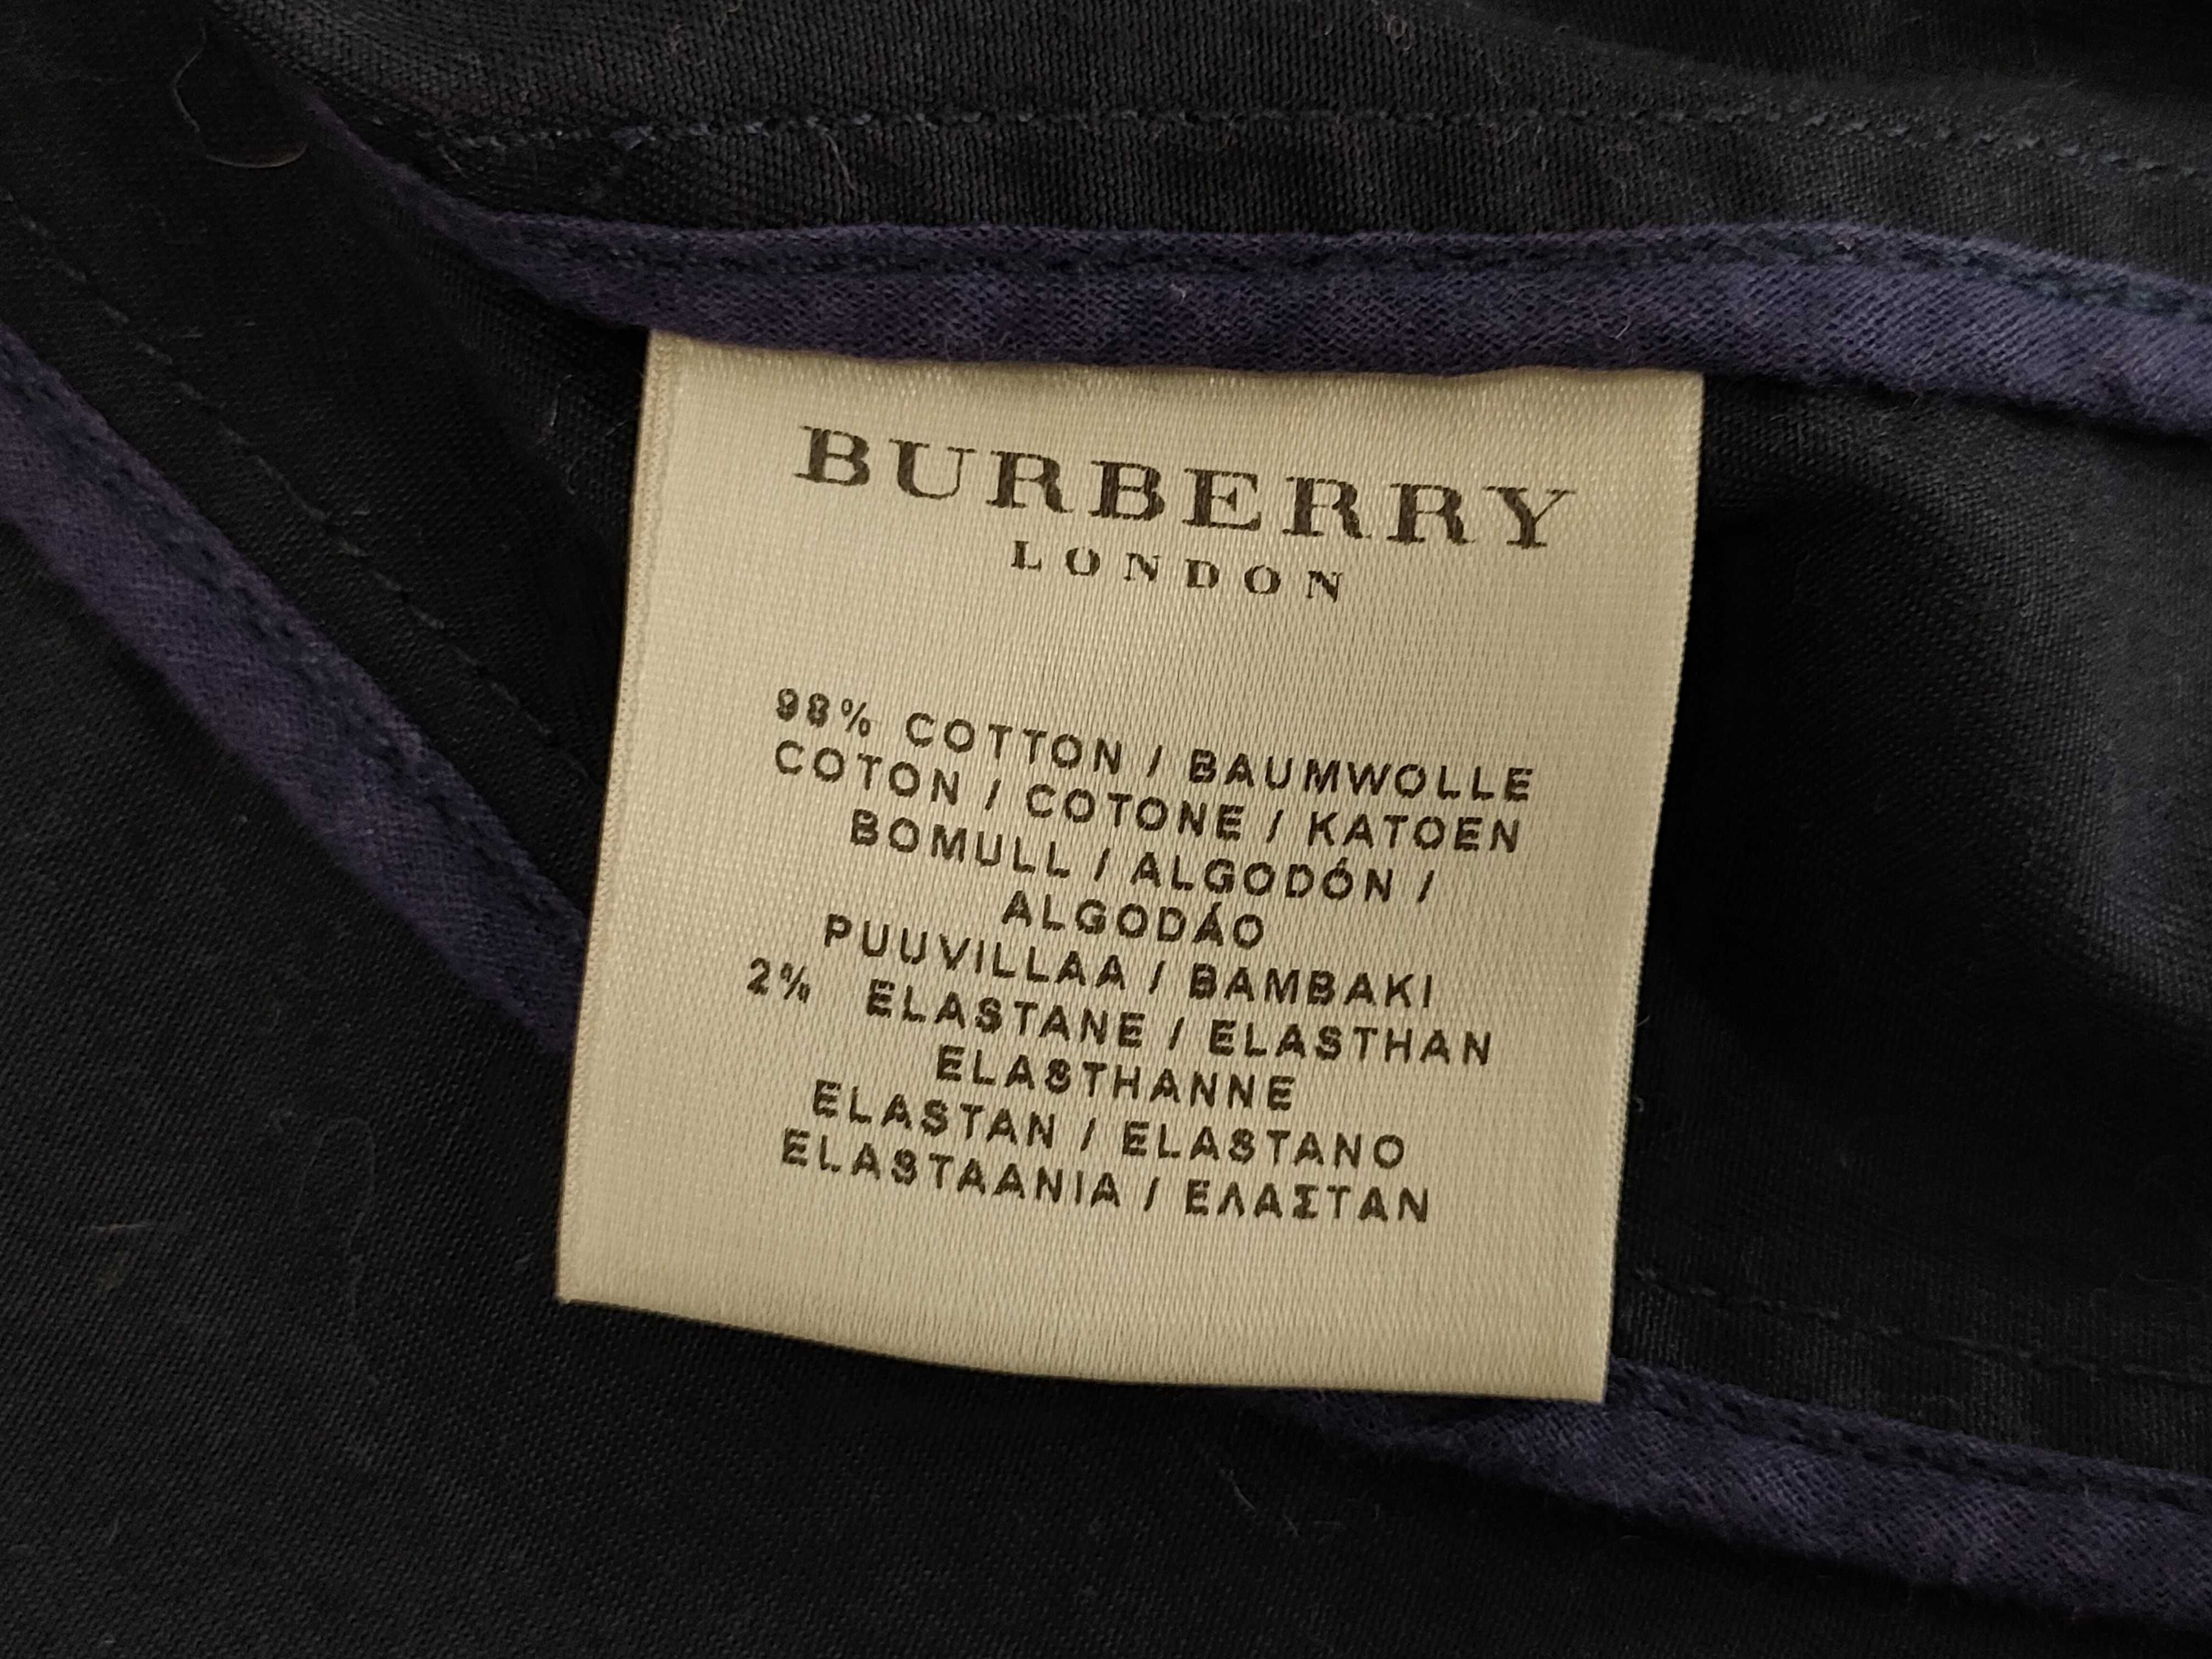 BURBERRY
LONDON
98% COTTON / BAUMWOLLE
COTON / COTONE / KATOEN
BOMULL / ALGODÓN /
ALGODÁO
PUUVILLAA / BAMBAKI
2% ELASTANE / ELASTHAN
ELASTHANNE
ELASTAN / ELASTANO
ELASTAANIA / ΕΛΑΣΤΑΝ